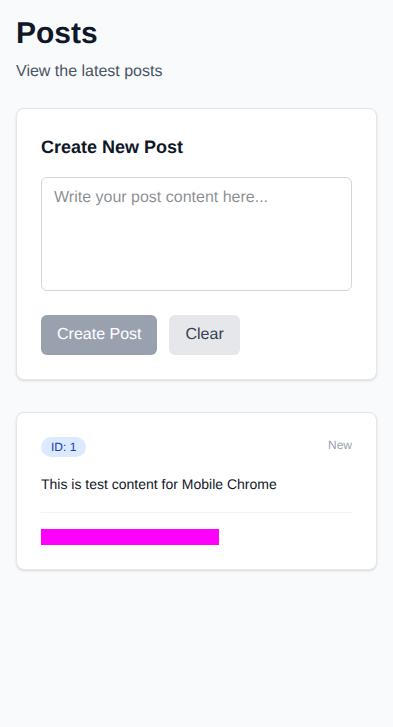 Posts
View the latest posts
Create New Post
Write your post content here...
Create Post
Clear
ID: 1
New
This is test content for Mobile Chrome